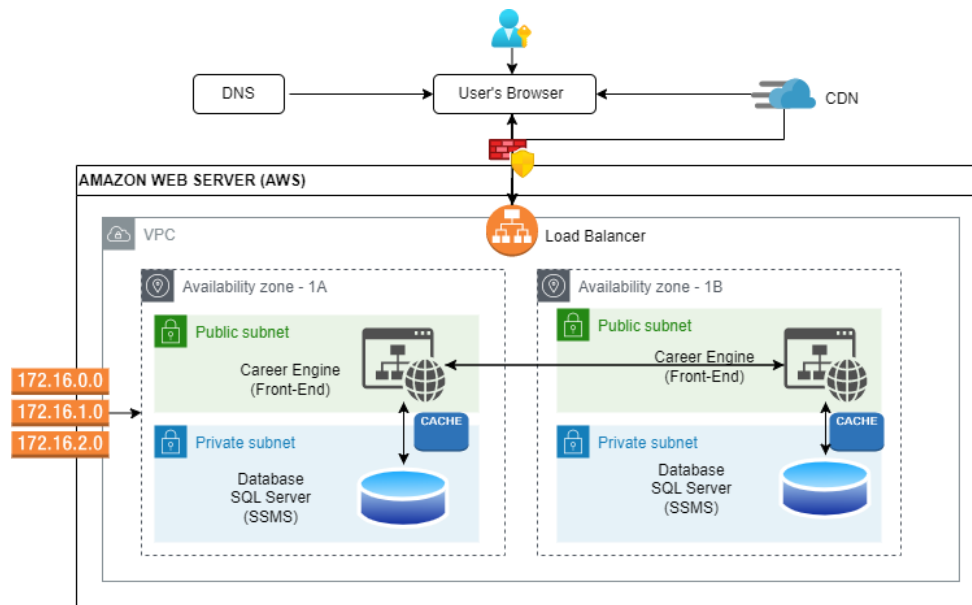 DNS
User's Browser
CDN
AMAZON WEB SERVER (AWS)
VPC
Load Balancer
Availability zone - 1A
Public subnet
Career Engine
(Front-End)
CACHE
Private subnet
Database
SQL Server
(SSMS)
Availability zone - 1B
Public subnet
Career Engine
(Front-End)
CACHE
Private subnet
Database
SQL Server
(SSMS)
172.16.0.0
172.16.1.0
172.16.2.0